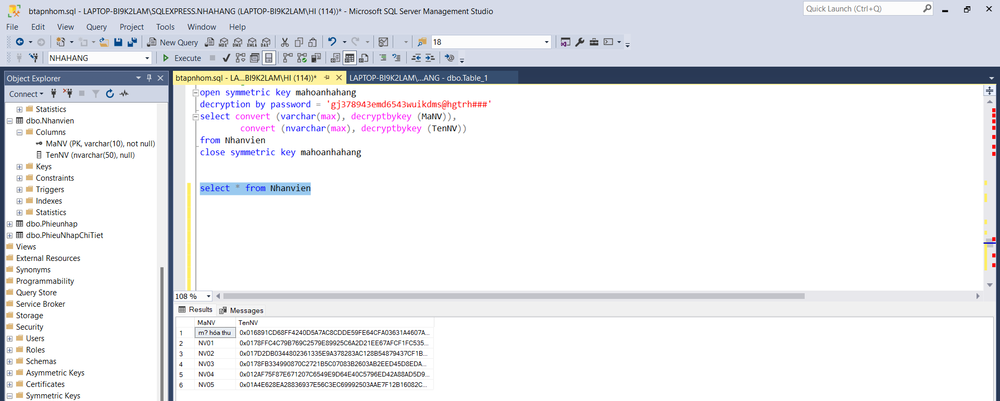 btapnhom.sql - LAPTOP-BI9K2LAM\SQLEXPRESS.NHAHANG (LAPTOP-BI9K2LAM\HI (114))* - Microsoft SQL Server Management Studio
Quick Launch (Ctrl+Q)
File Edit View Query Project Tools Window Help
New Query MDX DMX XMLA DAX 18
NHAHANG Execute
Object Explorer
btapnhom.sql - LA...BI9K2LAM\HI (114))*
LAPTOP-BI9K2LAM\...ANG - dbo.Table_1
Connect
Statistics
dbo.Nhanvien
Columns
MaNV (PK, varchar(10), not null)
TenNV (nvarchar(50), null)
Keys
Constraints
Triggers
Indexes
Statistics
dbo.Phieunhap
dbo.PhieuNhapChiTiet
Views
External Resources
Synonyms
Programmability
Query Store
Service Broker
Storage
Security
Users
Roles
Schemas
Asymmetric Keys
Certificates
Symmetric Keys
open symmetric key mahoanhahang
decryption by password = 'gj378943emd6543wuikdms@hgtrh###'
select convert (varchar(max), decryptbykey (MaNV)),
convert (nvarchar(max), decryptbykey (TenNV))
from Nhanvien
close symmetric key mahoanhahang
select * from Nhanvien
108 %
Results Messages
MaNV TenNV
1 m? hóa thu 0x016891CD68FF4240D5A7AC8CDDE59FE64CFA03631A4607A...
2 NV01 0x0178FFC4C79B769C2579E89925C6A2D21EE67AFCF1FC535...
3 NV02 0x017D2DB0344802361335E9A378283AC128B54879437CF1B...
4 NV03 0x0178FB334990870C2721B5C07083B2603AB2EED45D8EDA...
5 NV04 0x012AF75F87E671207C6549E9D64E40C5796ED42A88AD5D9...
6 NV05 0x01A4E628EA28836937E56C3EC69992503AAE7F12B16082C...